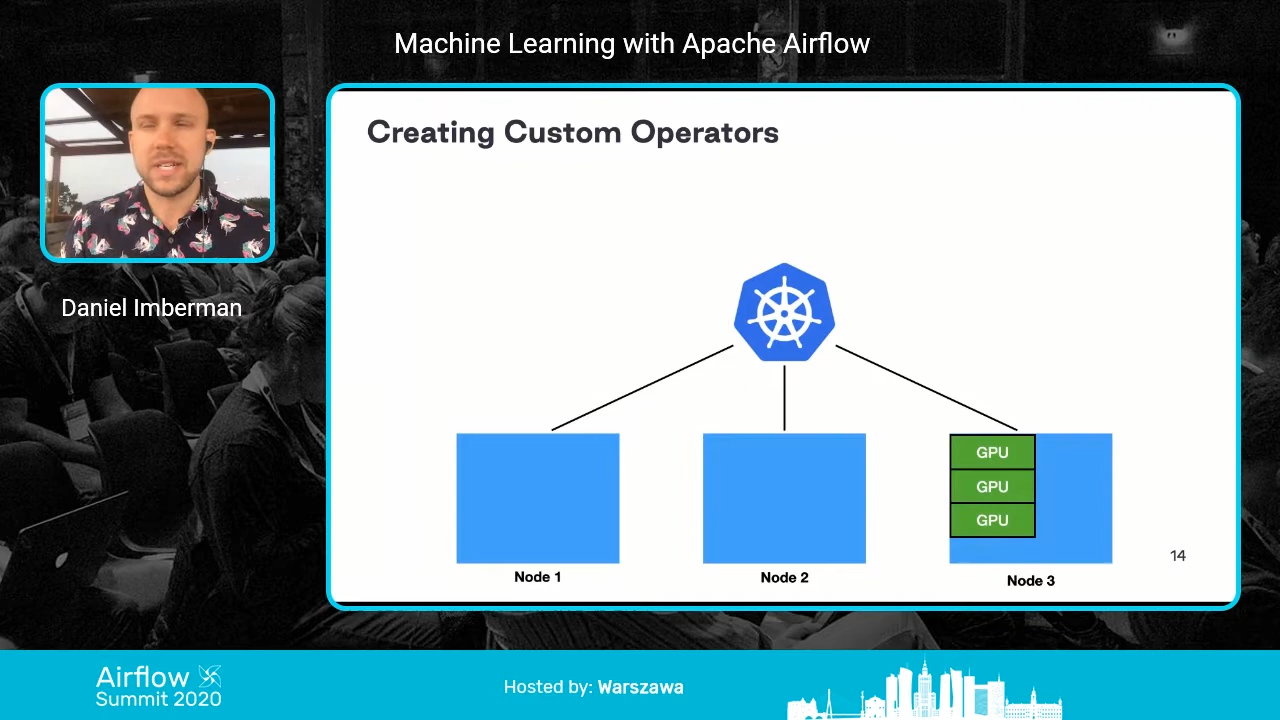 Machine Learning with Apache Airflow
Daniel Imberman
Creating Custom Operators
GPU
GPU
GPU
Node 1
Node 2
Node 3
14
Airflow
Summit 2020
Hosted by: Warszawa